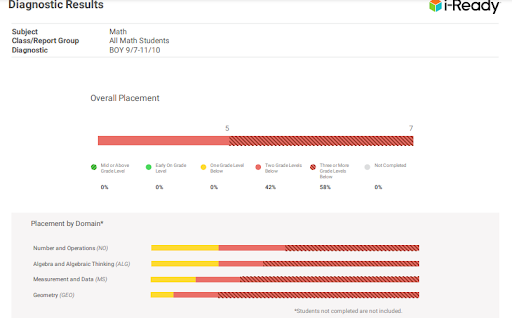 Diagnostic Results
i-Ready
Subject Math
Class/Report Group All Math Students
Diagnostic BOY 9/7-11/10
Overall Placement
5 7
Mid or Above Grade Level
Early On Grade Level
One Grade Level Below
Two Grade Levels Below
Three or More Grade Levels Below
Not Completed
0% 0% 0% 42% 58% 0%
Placement by Domain*
Number and Operations (NO)
Algebra and Algebraic Thinking (ALG)
Measurement and Data (MS)
Geometry (GEO)
*Students not completed are not included.